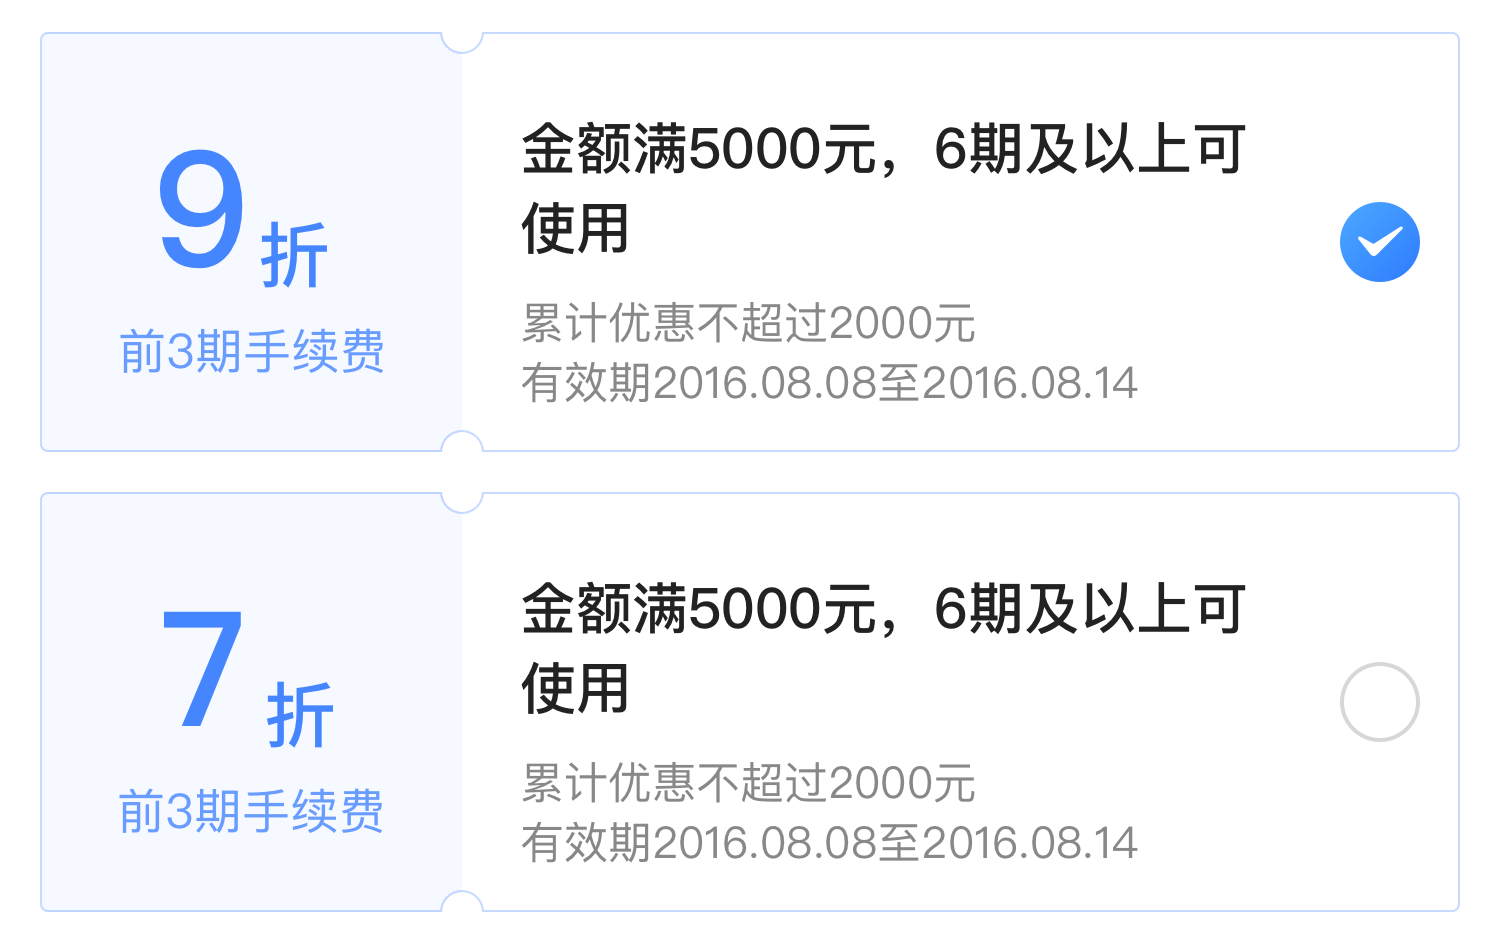 9折
前3期手续费
金额满5000元，6期及以上可
使用
累计优惠不超过2000元
有效期2016.08.08至2016.08.14
7折
前3期手续费
金额满5000元，6期及以上可
使用
累计优惠不超过2000元
有效期2016.08.08至2016.08.14